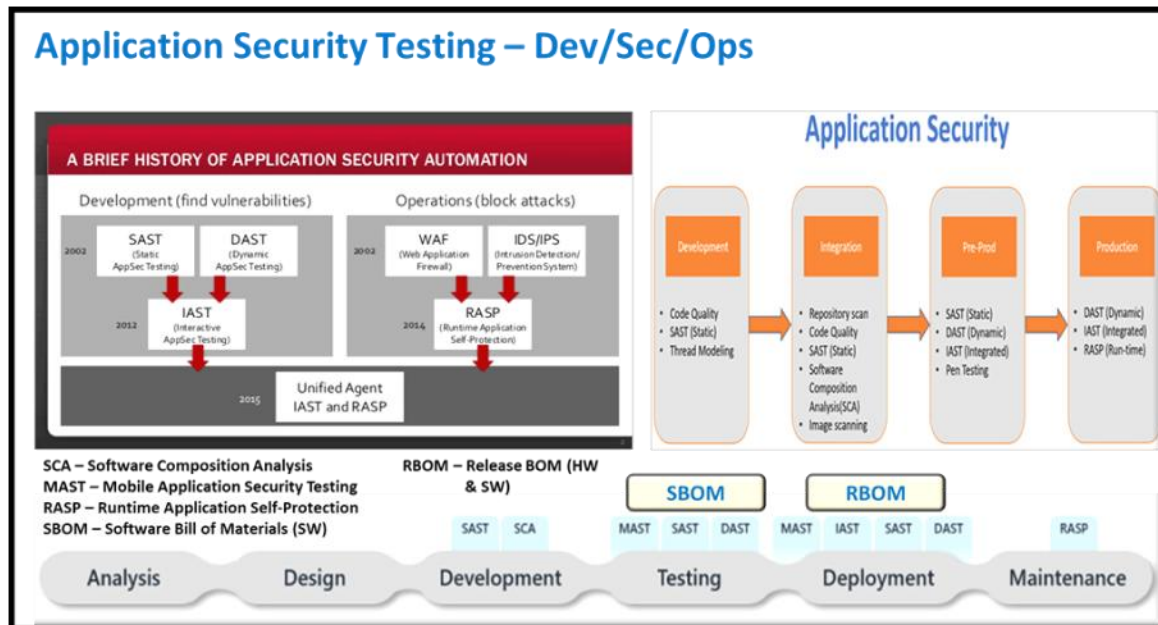 Application Security Testing – Dev/Sec/Ops
A BRIEF HISTORY OF APPLICATION SECURITY AUTOMATION
Development (find vulnerabilities)
Operations (block attacks)
2002
SAST
(Static
AppSec Testing)
DAST
(Dynamic
AppSec Testing)
2002
WAF
(Web Application
Firewall)
IDS/IPS
(Intrusion Detection/
Prevention System)
2012
IAST
(Interactive
AppSec Testing)
2014
RASP
(Runtime Application
Self-Protection)
2015
Unified Agent
IAST and RASP
2
Application Security
Development
• Code Quality
• SAST (Static)
• Thread Modeling
Integration
• Repository scan
• Code Quality
• SAST (Static)
• Software
Composition
Analysis(SCA)
• Image scanning
Pre-Prod
• SAST (Static)
• DAST (Dynamic)
• IAST (Integrated)
• Pen Testing
Production
• DAST (Dynamic)
• IAST (Integrated)
• RASP (Run-time)
SCA – Software Composition Analysis
MAST – Mobile Application Security Testing
RASP – Runtime Application Self-Protection
SBOM – Software Bill of Materials (SW)
RBOM – Release BOM (HW
& SW)
SBOM
RBOM
SAST
SCA
MAST
SAST
DAST
MAST
IAST
SAST
DAST
RASP
Analysis
Design
Development
Testing
Deployment
Maintenance